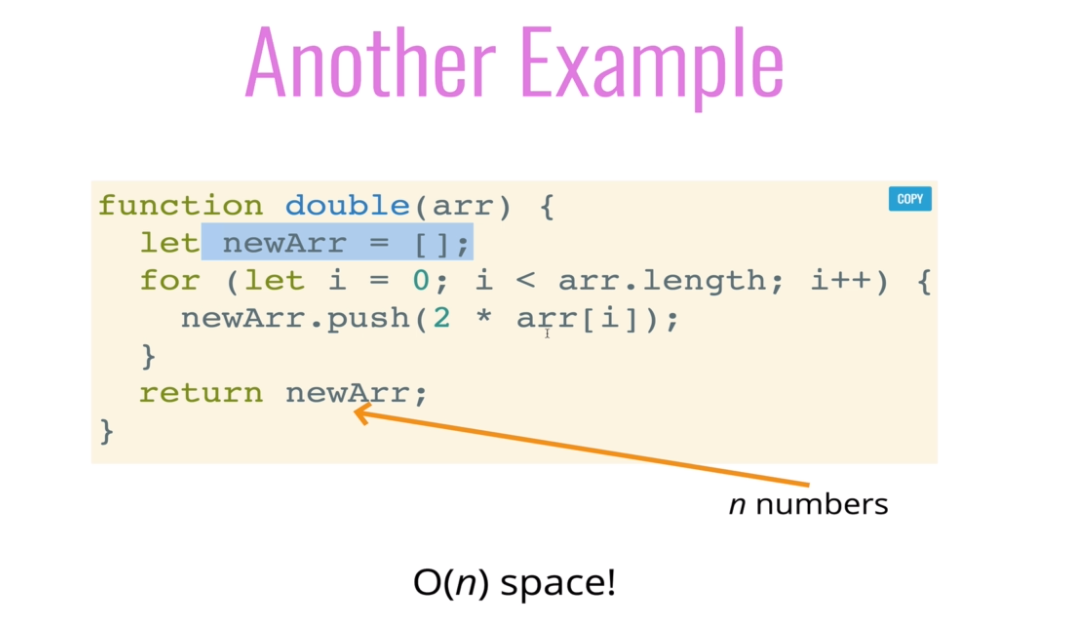 Another Example
COPY
function double(arr) {
  let newArr = [];
  for (let i = 0; i < arr.length; i++) {
    newArr.push(2 * arr[i]);
  }
  return newArr;
}
n numbers
O(n) space!